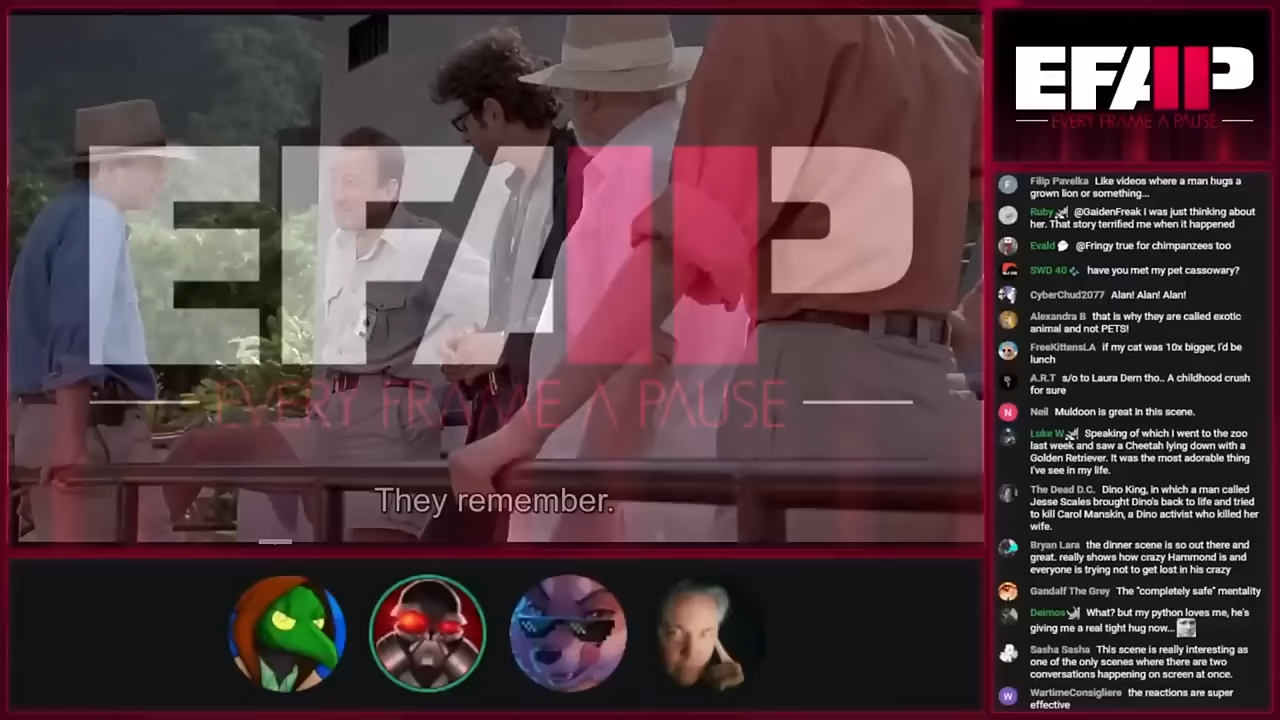 EFAP
EVERY FRAME A PAUSE
They remember.
EFAP
EVERY FRAME A PAUSE
F
Filip Pavelka Like videos where a man hugs a
grown lion or something...
Ruby @GaidenFreak I was just thinking about
her. That story terrified me when it happened
Evald @Fringy true for chimpanzees too
SWD 40 have you met my pet cassowary?
CyberChud2077 Alan! Alan! Alan!
Alexandra B that is why they are called exotic
animal and not PETS!
FreeKittensLA if my cat was 10x bigger, I'd be
lunch
A.R.T s/o to Laura Dern tho.. A childhood crush
for sure
N
Neil Muldoon is great in this scene.
Luke W Speaking of which I went to the zoo
last week and saw a Cheetah lying down with a
Golden Retriever. It was the most adorable thing
I've see in my life.
The Dead D.C. Dino King, in which a man called
Jesse Scales brought Dino's back to life and tried
to kill Carol Manskin, a Dino activist who killed her
wife.
Bryan Lara the dinner scene is so out there and
great. really shows how crazy Hammond is and
everyone is trying not to get lost in his crazy
Gandalf The Grey The "completely safe" mentality
Deimos What? but my python loves me, he's
giving me a real tight hug now...
Sasha Sasha This scene is really interesting as
one of the only scenes where there are two
conversations happening on screen at once.
W
WartimeConsigliere the reactions are super
effective